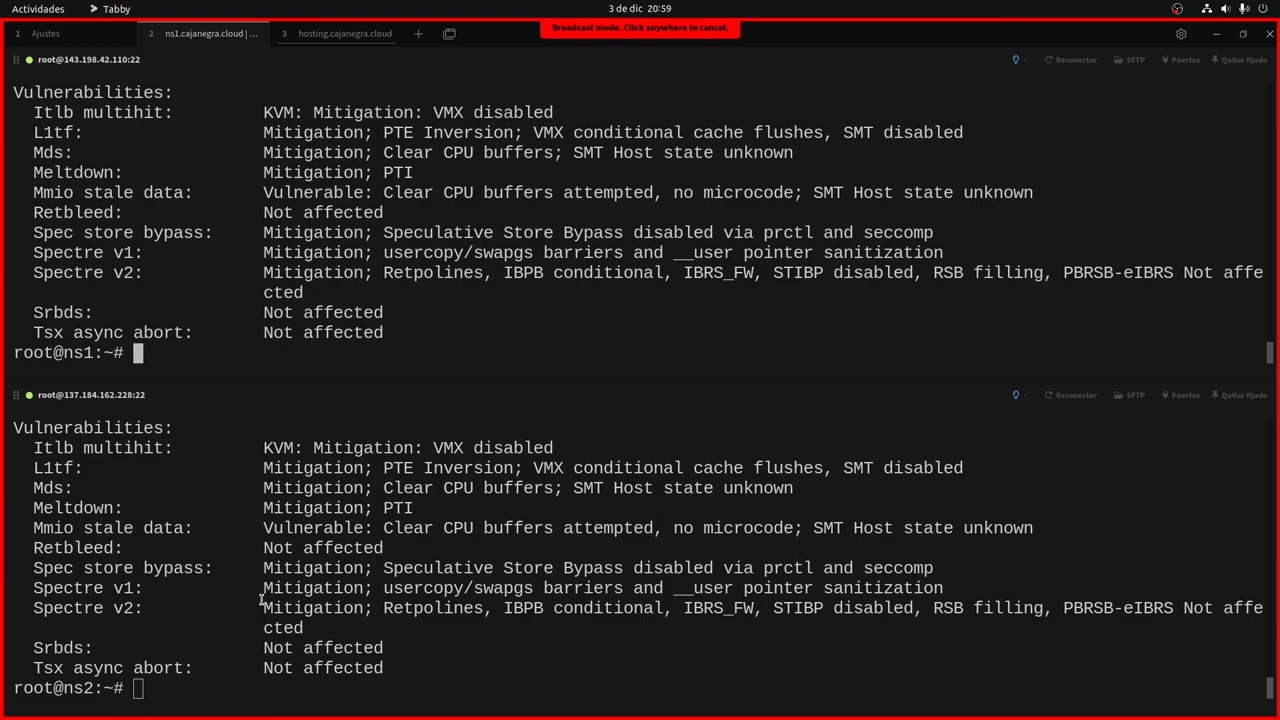 Actividades
Tabby
3 de dic 20:59
1 Ajustes
2 ns1.cajanegra.cloud | ...
3 hosting.cajanegra.cloud
Broadcast mode. Click anywhere to cancel.
root@143.198.42.110:22
Reconectar SFTP Puertos Quitar fijado
Vulnerabilities:
Itlb multihit: KVM: Mitigation: VMX disabled
L1tf: Mitigation; PTE Inversion; VMX conditional cache flushes, SMT disabled
Mds: Mitigation; Clear CPU buffers; SMT Host state unknown
Meltdown: Mitigation; PTI
Mmio stale data: Vulnerable: Clear CPU buffers attempted, no microcode; SMT Host state unknown
Retbleed: Not affected
Spec store bypass: Mitigation; Speculative Store Bypass disabled via prctl and seccomp
Spectre v1: Mitigation; usercopy/swapgs barriers and __user pointer sanitization
Spectre v2: Mitigation; Retpolines, IBPB conditional, IBRS_FW, STIBP disabled, RSB filling, PBRSB-eIBRS Not affe
cted
Srbds: Not affected
Tsx async abort: Not affected
root@ns1:~#
root@137.184.162.228:22
Reconectar SFTP Puertos Quitar fijado
Vulnerabilities:
Itlb multihit: KVM: Mitigation: VMX disabled
L1tf: Mitigation; PTE Inversion; VMX conditional cache flushes, SMT disabled
Mds: Mitigation; Clear CPU buffers; SMT Host state unknown
Meltdown: Mitigation; PTI
Mmio stale data: Vulnerable: Clear CPU buffers attempted, no microcode; SMT Host state unknown
Retbleed: Not affected
Spec store bypass: Mitigation; Speculative Store Bypass disabled via prctl and seccomp
Spectre v1: Mitigation; usercopy/swapgs barriers and __user pointer sanitization
Spectre v2: Mitigation; Retpolines, IBPB conditional, IBRS_FW, STIBP disabled, RSB filling, PBRSB-eIBRS Not affe
cted
Srbds: Not affected
Tsx async abort: Not affected
root@ns2:~#